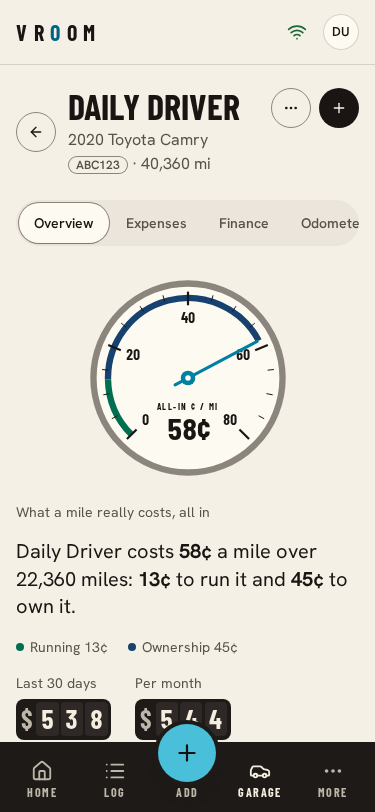 VROOM
DU
DAILY DRIVER
2020 Toyota Camry
ABC123 · 40,360 mi
Overview Expenses Finance Odomete
40
20 60
ALL-IN ¢ / MI
0 80
58¢
What a mile really costs, all in
Daily Driver costs 58¢ a mile over
22,360 miles: 13¢ to run it and 45¢ to
own it.
Running 13¢ Ownership 45¢
Last 30 days Per month
$538 $544
HOME LOG ADD GARAGE MORE